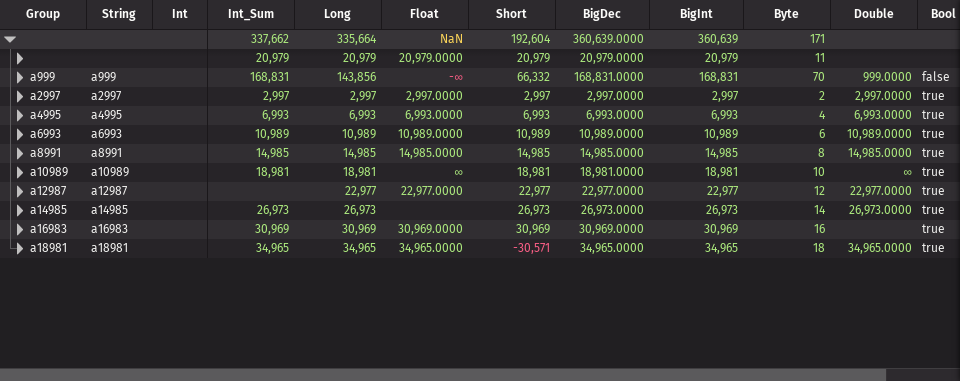 Group String Int Int_Sum Long Float Short BigDec BigInt Byte Double Bool
337,662 335,664 NaN 192,604 360,639.0000 360,639 171
20,979 20,979 20,979.0000 20,979 20,979.0000 20,979 11
a999 a999 168,831 143,856 -∞ 66,332 168,831.0000 168,831 70 999.0000 false
a2997 a2997 2,997 2,997 2,997.0000 2,997 2,997.0000 2,997 2 2,997.0000 true
a4995 a4995 6,993 6,993 6,993.0000 6,993 6,993.0000 6,993 4 6,993.0000 true
a6993 a6993 10,989 10,989 10,989.0000 10,989 10,989.0000 10,989 6 10,989.0000 true
a8991 a8991 14,985 14,985 14,985.0000 14,985 14,985.0000 14,985 8 14,985.0000 true
a10989 a10989 18,981 18,981 ∞ 18,981 18,981.0000 18,981 10 ∞ true
a12987 a12987 22,977 22,977.0000 22,977 22,977.0000 22,977 12 22,977.0000 true
a14985 a14985 26,973 26,973 26,973 26,973.0000 26,973 14 26,973.0000 true
a16983 a16983 30,969 30,969 30,969.0000 30,969 30,969.0000 30,969 16 true
a18981 a18981 34,965 34,965 34,965.0000 -30,571 34,965.0000 34,965 18 34,965.0000 true